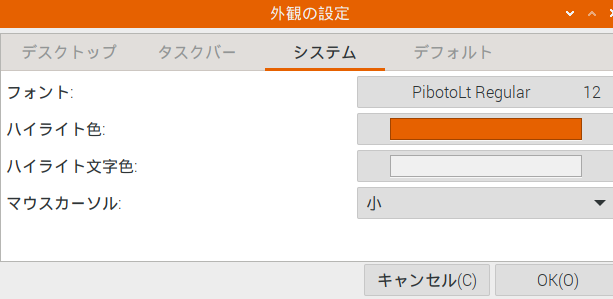 外観の設定
デスクトップ タスクバー システム デフォルト
フォント: PibotoLt Regular 12
ハイライト色:
ハイライト文字色:
マウスカーソル: 小
キャンセル(C) OK(O)